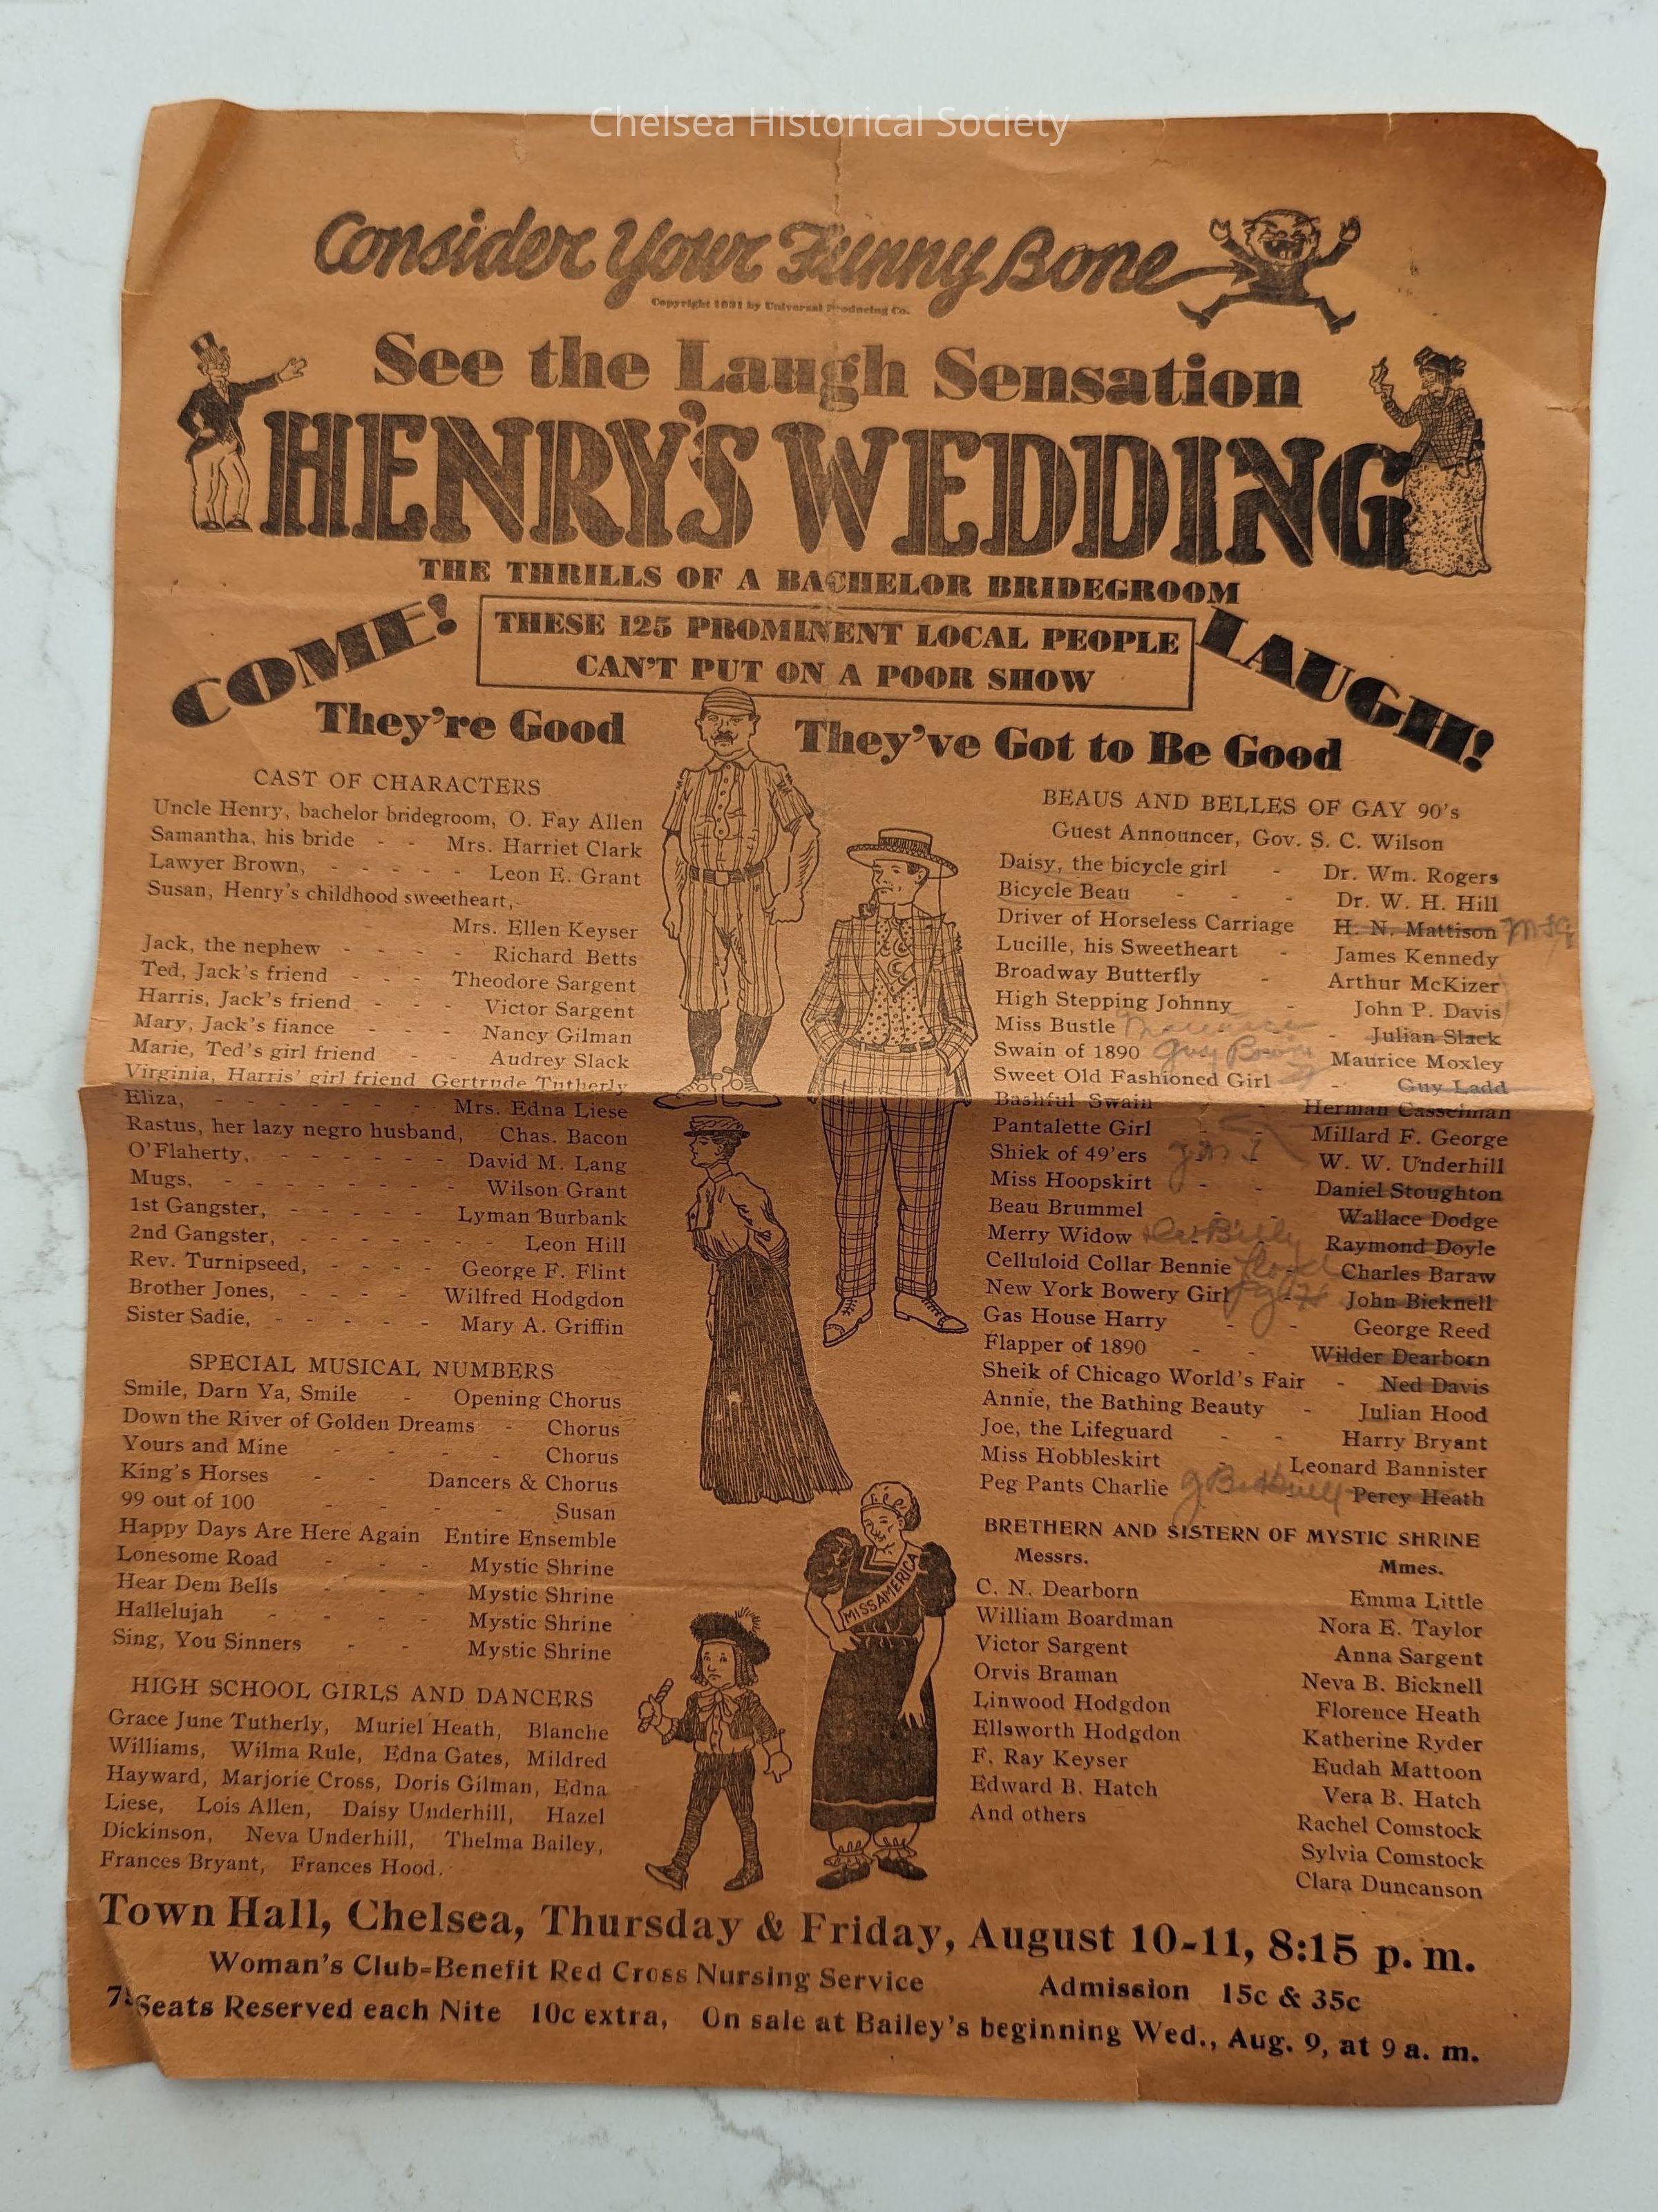 Chelsea Historical Society
Consider Your Funny Bone
Copyright 1931 by Universal Producing Co.
See the Laugh Sensation
HENRY'S WEDDING
THE THRILLS OF A BACHELOR BRIDEGROOM
COME!
THESE 125 PROMINENT LOCAL PEOPLE
CAN'T PUT ON A POOR SHOW
LAUGH!
They're Good
They've Got to Be Good
CAST OF CHARACTERS
Uncle Henry, bachelor bridegroom, O. Fay Allen
Samantha, his bride - - Mrs. Harriet Clark
Lawyer Brown, - - - - - Leon E. Grant
Susan, Henry's childhood sweetheart,-
Mrs. Ellen Keyser
Jack, the nephew - - - Richard Betts
Ted, Jack's friend - - - Theodore Sargent
Harris, Jack's friend - - - Victor Sargent
Mary, Jack's fiance - - - Nancy Gilman
Marie, Ted's girl friend - - Audrey Slack
Virginia, Harris' girl friend Gertrude Tutherly
Eliza, - - - - - - - - Mrs. Edna Liese
Rastus, her lazy negro husband, Chas. Bacon
O'Flaherty, - - - - - - David M. Lang
Mugs, - - - - - - - - Wilson Grant
1st Gangster, - - - - - Lyman Burbank
2nd Gangster, - - - - - - - Leon Hill
Rev. Turnipseed, - - - - George F. Flint
Brother Jones, - - - - Wilfred Hodgdon
Sister Sadie, - - - - - Mary A. Griffin
SPECIAL MUSICAL NUMBERS
Smile, Darn Ya, Smile - Opening Chorus
Down the River of Golden Dreams - Chorus
Yours and Mine - - - - Chorus
King's Horses - - Dancers & Chorus
99 out of 100 - - - - - Susan
Happy Days Are Here Again Entire Ensemble
Lonesome Road - - - Mystic Shrine
Hear Dem Bells - - - Mystic Shrine
Hallelujah - - - - Mystic Shrine
Sing, You Sinners - - Mystic Shrine
HIGH SCHOOL GIRLS AND DANCERS
Grace June Tutherly, Muriel Heath, Blanche
Williams, Wilma Rule, Edna Gates, Mildred
Hayward, Marjorie Cross, Doris Gilman, Edna
Liese, Lois Allen, Daisy Underhill, Hazel
Dickinson, Neva Underhill, Thelma Bailey,
Frances Bryant, Frances Hood.
BEAUS AND BELLES OF GAY 90's
Guest Announcer, Gov. S. C. Wilson
Daisy, the bicycle girl - Dr. Wm. Rogers
Bicycle Beau - - - Dr. W. H. Hill
Driver of Horseless Carriage H. N. Mattison
Lucille, his Sweetheart - James Kennedy
Broadway Butterfly - Arthur McKizer
High Stepping Johnny - John P. Davis
Miss Bustle Maurice - Julian Slack
Swain of 1890 Guy Maurice Moxley
Sweet Old Fashioned Girl - Guy Ladd
Bashful Swain - - Herman Casselman
Pantalette Girl - - Millard F. George
Shiek of 49'ers - - W. W. Underhill
Miss Hoopskirt - - Daniel Stoughton
Beau Brummel - - Wallace Dodge
Merry Widow Billy Raymond Doyle
Celluloid Collar Bennie Lloyd Charles Baraw
New York Bowery Girl John Bicknell
Gas House Harry - - George Reed
Flapper of 1890 - - Wilder Dearborn
Sheik of Chicago World's Fair - Ned Davis
Annie, the Bathing Beauty - Julian Hood
Joe, the Lifeguard - - Harry Bryant
Miss Hobbleskirt - Leonard Bannister
Peg Pants Charlie Percy Heath
BRETHERN AND SISTERN OF MYSTIC SHRINE
Messrs. Mmes.
C. N. Dearborn Emma Little
William Boardman Nora E. Taylor
Victor Sargent Anna Sargent
Orvis Braman Neva B. Bicknell
Linwood Hodgdon Florence Heath
Ellsworth Hodgdon Katherine Ryder
F. Ray Keyser Eudah Mattoon
Edward B. Hatch Vera B. Hatch
And others Rachel Comstock
Sylvia Comstock
Clara Duncanson
MISS AMERICA
Town Hall, Chelsea, Thursday & Friday, August 10-11, 8:15 p. m.
Woman's Club-Benefit Red Cross Nursing Service Admission 15c & 35c
Seats Reserved each Nite 10c extra, On sale at Bailey's beginning Wed., Aug. 9, at 9 a. m.